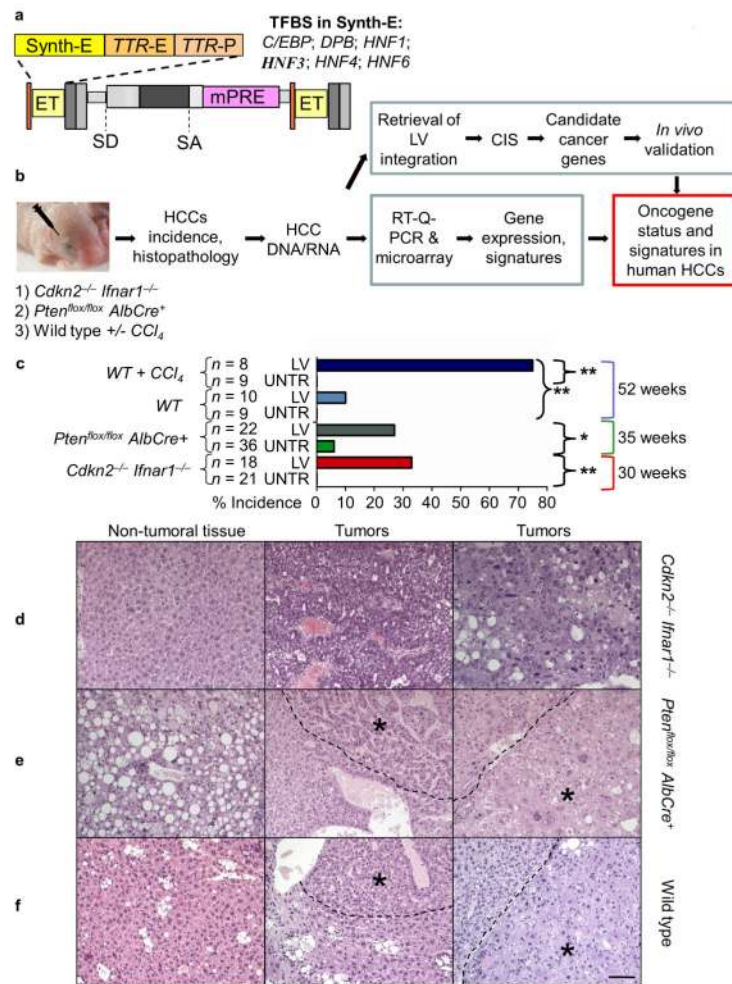 a
TFBS in Synth-E:
C/EBP; DPB; HNF1;
HNF3; HNF4; HNF6
Synth-E TTR-E TTR-P
ET mPRE ET
SD SA
Retrieval of LV integration
CIS
Candidate cancer genes
In vivo validation
b
HCCs incidence, histopathology
HCC DNA/RNA
RT-Q-PCR & microarray
Gene expression, signatures
Oncogene status and signatures in human HCCs
1) Cdkn2–/– Ifnar1–/–
2) Ptenflox/flox AlbCre+
3) Wild type +/- CCl4
c
WT + CCl4
n = 8 LV
n = 9 UNTR
WT
n = 10 LV
n = 9 UNTR
Ptenflox/flox AlbCre+
n = 22 LV
n = 36 UNTR
Cdkn2–/– Ifnar1–/–
n = 18 LV
n = 21 UNTR
** ** 52 weeks
* 35 weeks
** 30 weeks
% Incidence 0 10 20 30 40 50 60 70 80
Non-tumoral tissue Tumors Tumors
d
Cdkn2–/– Ifnar1–/–
e
* *
Ptenflox/flox AlbCre+
f
* *
Wild type